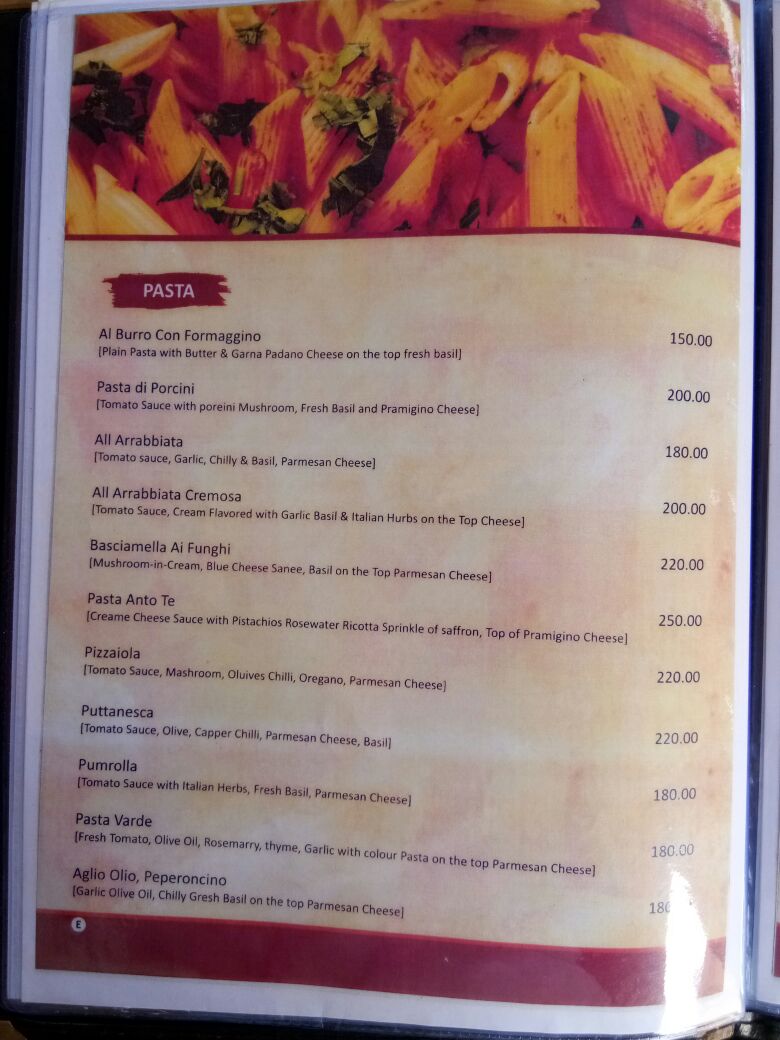 PASTA
Al Burro Con Formaggino 150.00
[Plain Pasta with Butter & Garna Padano Cheese on the top fresh basil]
Pasta di Porcini 200.00
[Tomato Sauce with poreini Mushroom, Fresh Basil and Pramigino Cheese]
All Arrabbiata 180.00
[Tomato sauce, Garlic, Chilly & Basil, Parmesan Cheese]
All Arrabbiata Cremosa 200.00
[Tomato Sauce, Cream Flavored with Garlic Basil & Italian Hurbs on the Top Cheese]
Basciamella Ai Funghi 220.00
[Mushroom-in-Cream, Blue Cheese Sanee, Basil on the Top Parmesan Cheese]
Pasta Anto Te 250.00
[Creame Cheese Sauce with Pistachios Rosewater Ricotta Sprinkle of saffron, Top of Pramigino Cheese]
Pizzaiola 220.00
[Tomato Sauce, Mashroom, Oluives Chilli, Oregano, Parmesan Cheese]
Puttanesca 220.00
[Tomato Sauce, Olive, Capper Chilli, Parmesan Cheese, Basil]
Pumrolla 180.00
[Tomato Sauce with Italian Herbs, Fresh Basil, Parmesan Cheese]
Pasta Varde 180.00
[Fresh Tomato, Olive Oil, Rosemarry, thyme, Garlic with colour Pasta on the top Parmesan Cheese]
Aglio Olio, Peperoncino
[Garlic Olive Oil, Chilly Gresh Basil on the top Parmesan Cheese]
E